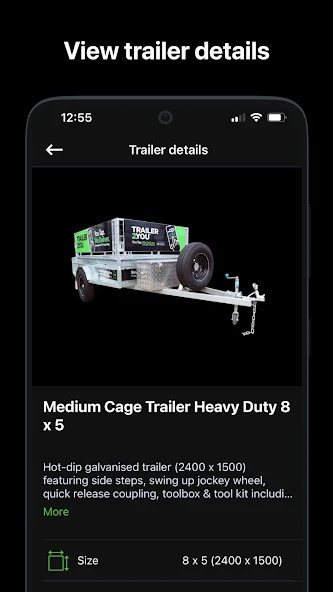 View trailer details
12:55
Trailer details
TRAILER
2YOU
Medium Cage Trailer Heavy Duty 8
x 5
Hot-dip galvanised trailer (2400 x 1500)
featuring side steps, swing up jockey wheel,
quick release coupling, toolbox & tool kit includi...
More
Size 8 x 5 (2400 x 1500)